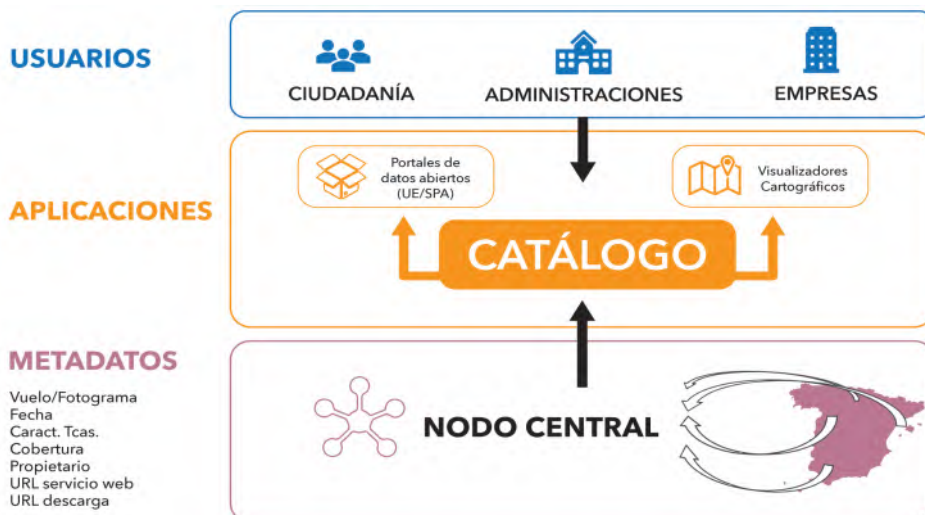 USUARIOS
CIUDADANÍA
ADMINISTRACIONES
EMPRESAS
APLICACIONES
Portales de
datos abiertos
(UE/SPA)
Visualizadores
Cartográficos
CATÁLOGO
METADATOS
Vuelo/Fotograma
Fecha
Caract. Tcas.
Cobertura
Propietario
URL servicio web
URL descarga
NODO CENTRAL